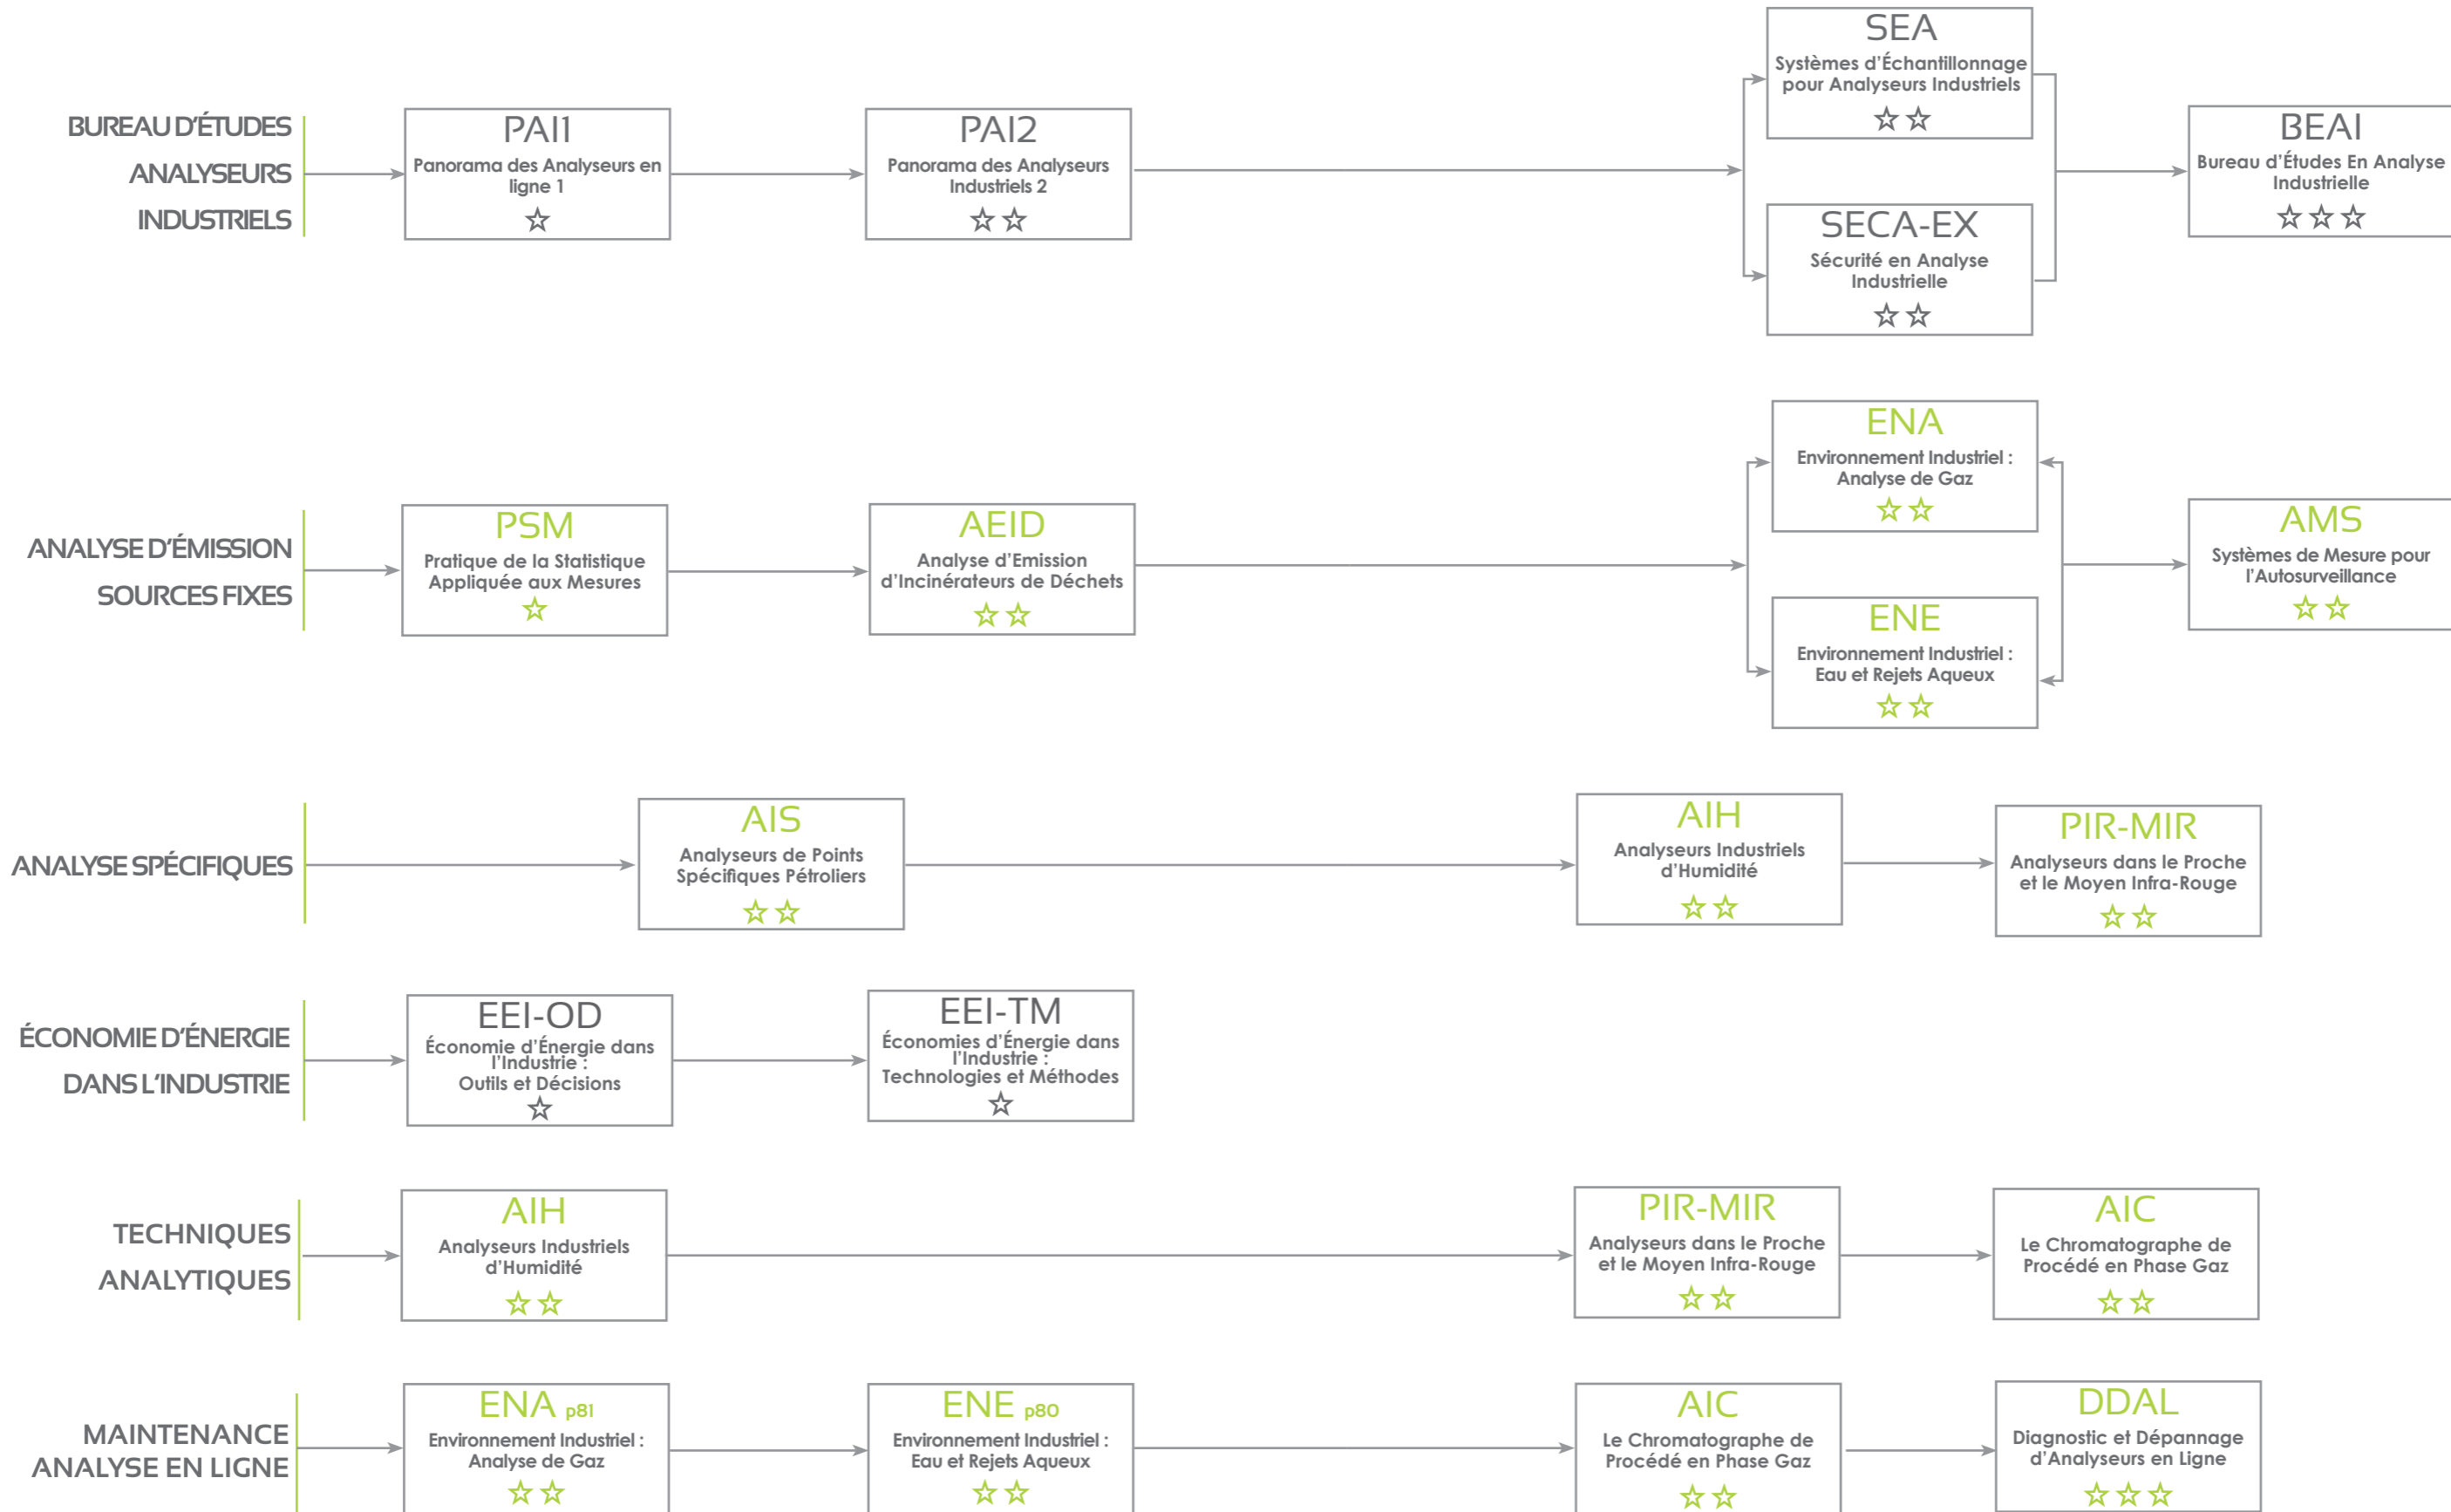 BUREAU D'ÉTUDES
ANALYSEURS
INDUSTRIELS
PAI1
Panorama des Analyseurs en
ligne 1
PAI2
Panorama des Analyseurs
Industriels 2
SEA
Systèmes d'Échantillonnage
pour Analyseurs Industriels
SECA-EX
Sécurité en Analyse
Industrielle
BEAI
Bureau d'Études En Analyse
Industrielle
ANALYSE D'ÉMISSION
SOURCES FIXES
PSM
Pratique de la Statistique
Appliquée aux Mesures
AEID
Analyse d'Emission
d'Incinérateurs de Déchets
ENA
Environnement Industriel :
Analyse de Gaz
ENE
Environnement Industriel :
Eau et Rejets Aqueux
AMS
Systèmes de Mesure pour
l'Autosurveillance
ANALYSE SPÉCIFIQUES
AIS
Analyseurs de Points
Spécifiques Pétroliers
AIH
Analyseurs Industriels
d'Humidité
PIR-MIR
Analyseurs dans le Proche
et le Moyen Infra-Rouge
ÉCONOMIE D'ÉNERGIE
DANS L'INDUSTRIE
EEI-OD
Économie d'Énergie dans
l'Industrie :
Outils et Décisions
EEI-TM
Économies d'Énergie dans
l'Industrie :
Technologies et Méthodes
TECHNIQUES
ANALYTIQUES
AIH
Analyseurs Industriels
d'Humidité
PIR-MIR
Analyseurs dans le Proche
et le Moyen Infra-Rouge
AIC
Le Chromatographe de
Procédé en Phase Gaz
MAINTENANCE
ANALYSE EN LIGNE
ENA p81
Environnement Industriel :
Analyse de Gaz
ENE p80
Environnement Industriel :
Eau et Rejets Aqueux
AIC
Le Chromatographe de
Procédé en Phase Gaz
DDAL
Diagnostic et Dépannage
d'Analyseurs en Ligne